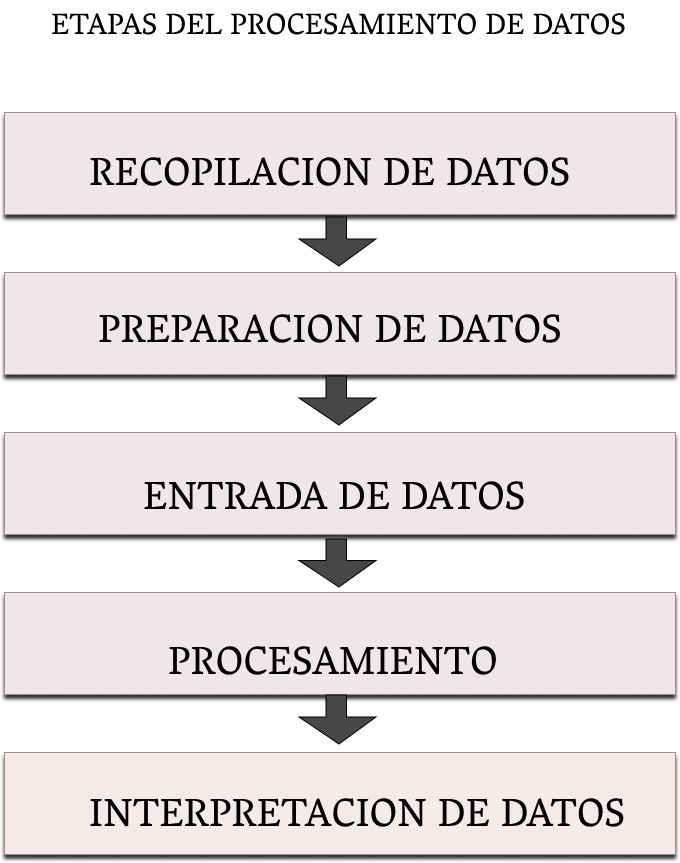 ETAPAS DEL PROCESAMIENTO DE DATOS
RECOPILACION DE DATOS
PREPARACION DE DATOS
ENTRADA DE DATOS
PROCESAMIENTO
INTERPRETACION DE DATOS